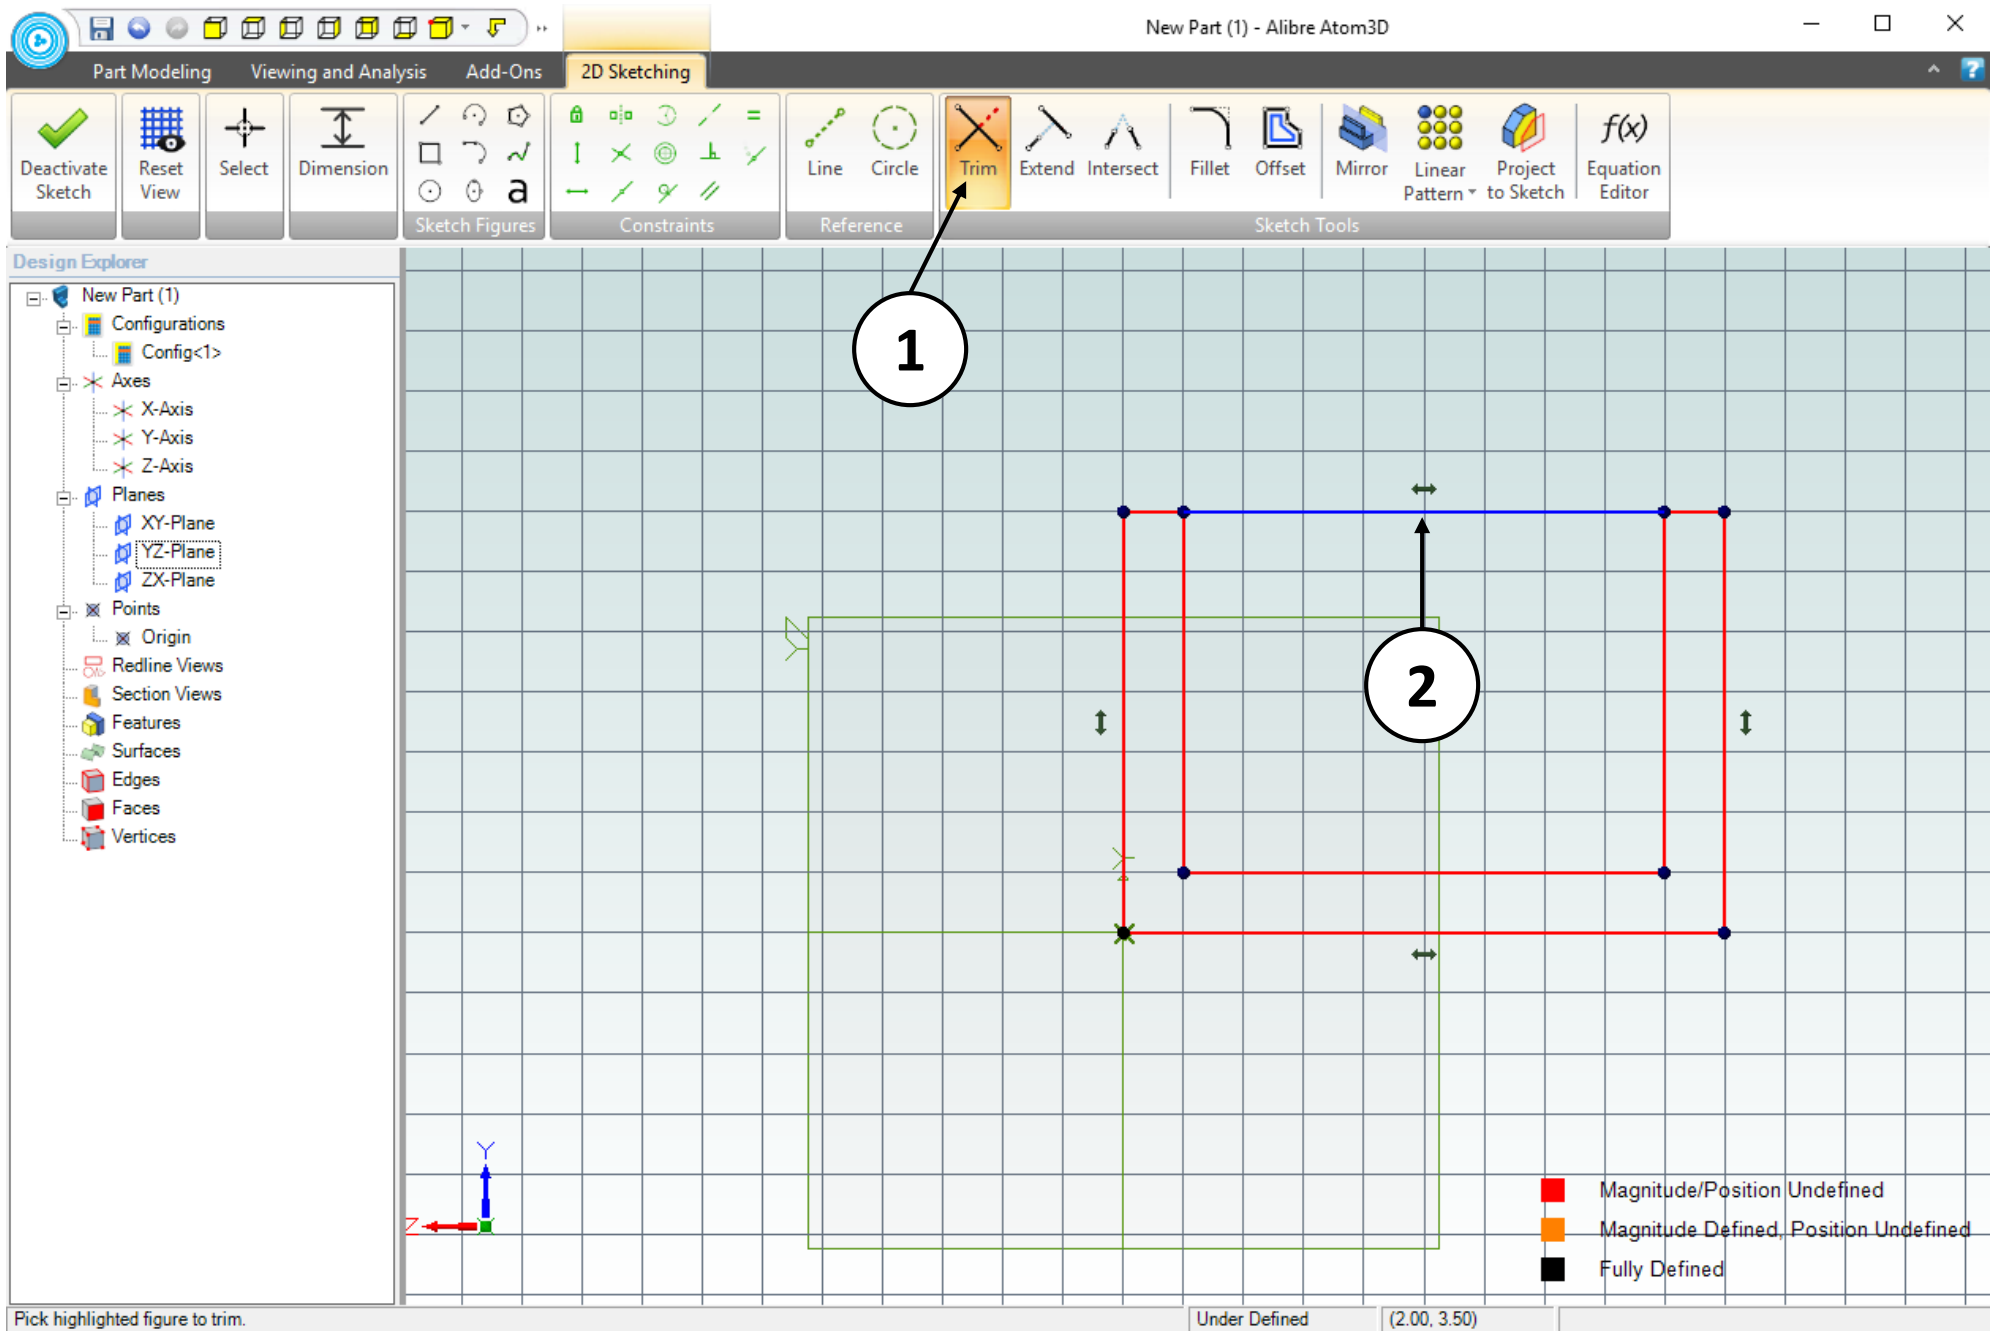 New Part (1) - Alibre Atom3D
Part Modeling Viewing and Analysis Add-Ons 2D Sketching
Deactivate Sketch
Reset View
Select
Dimension
a
Sketch Figures
Constraints
Line Circle
Reference
Trim Extend Intersect Fillet Offset Mirror Linear Pattern Project to Sketch
f(x)
Equation Editor
Sketch Tools
Design Explorer
New Part (1)
Configurations
Config<1>
Axes
X-Axis
Y-Axis
Z-Axis
Planes
XY-Plane
YZ-Plane
ZX-Plane
Points
Origin
Redline Views
Section Views
Features
Surfaces
Edges
Faces
Vertices
1
2
Y
Z
Magnitude/Position Undefined
Magnitude Defined, Position Undefined
Fully Defined
Pick highlighted figure to trim.
Under Defined
(2.00, 3.50)